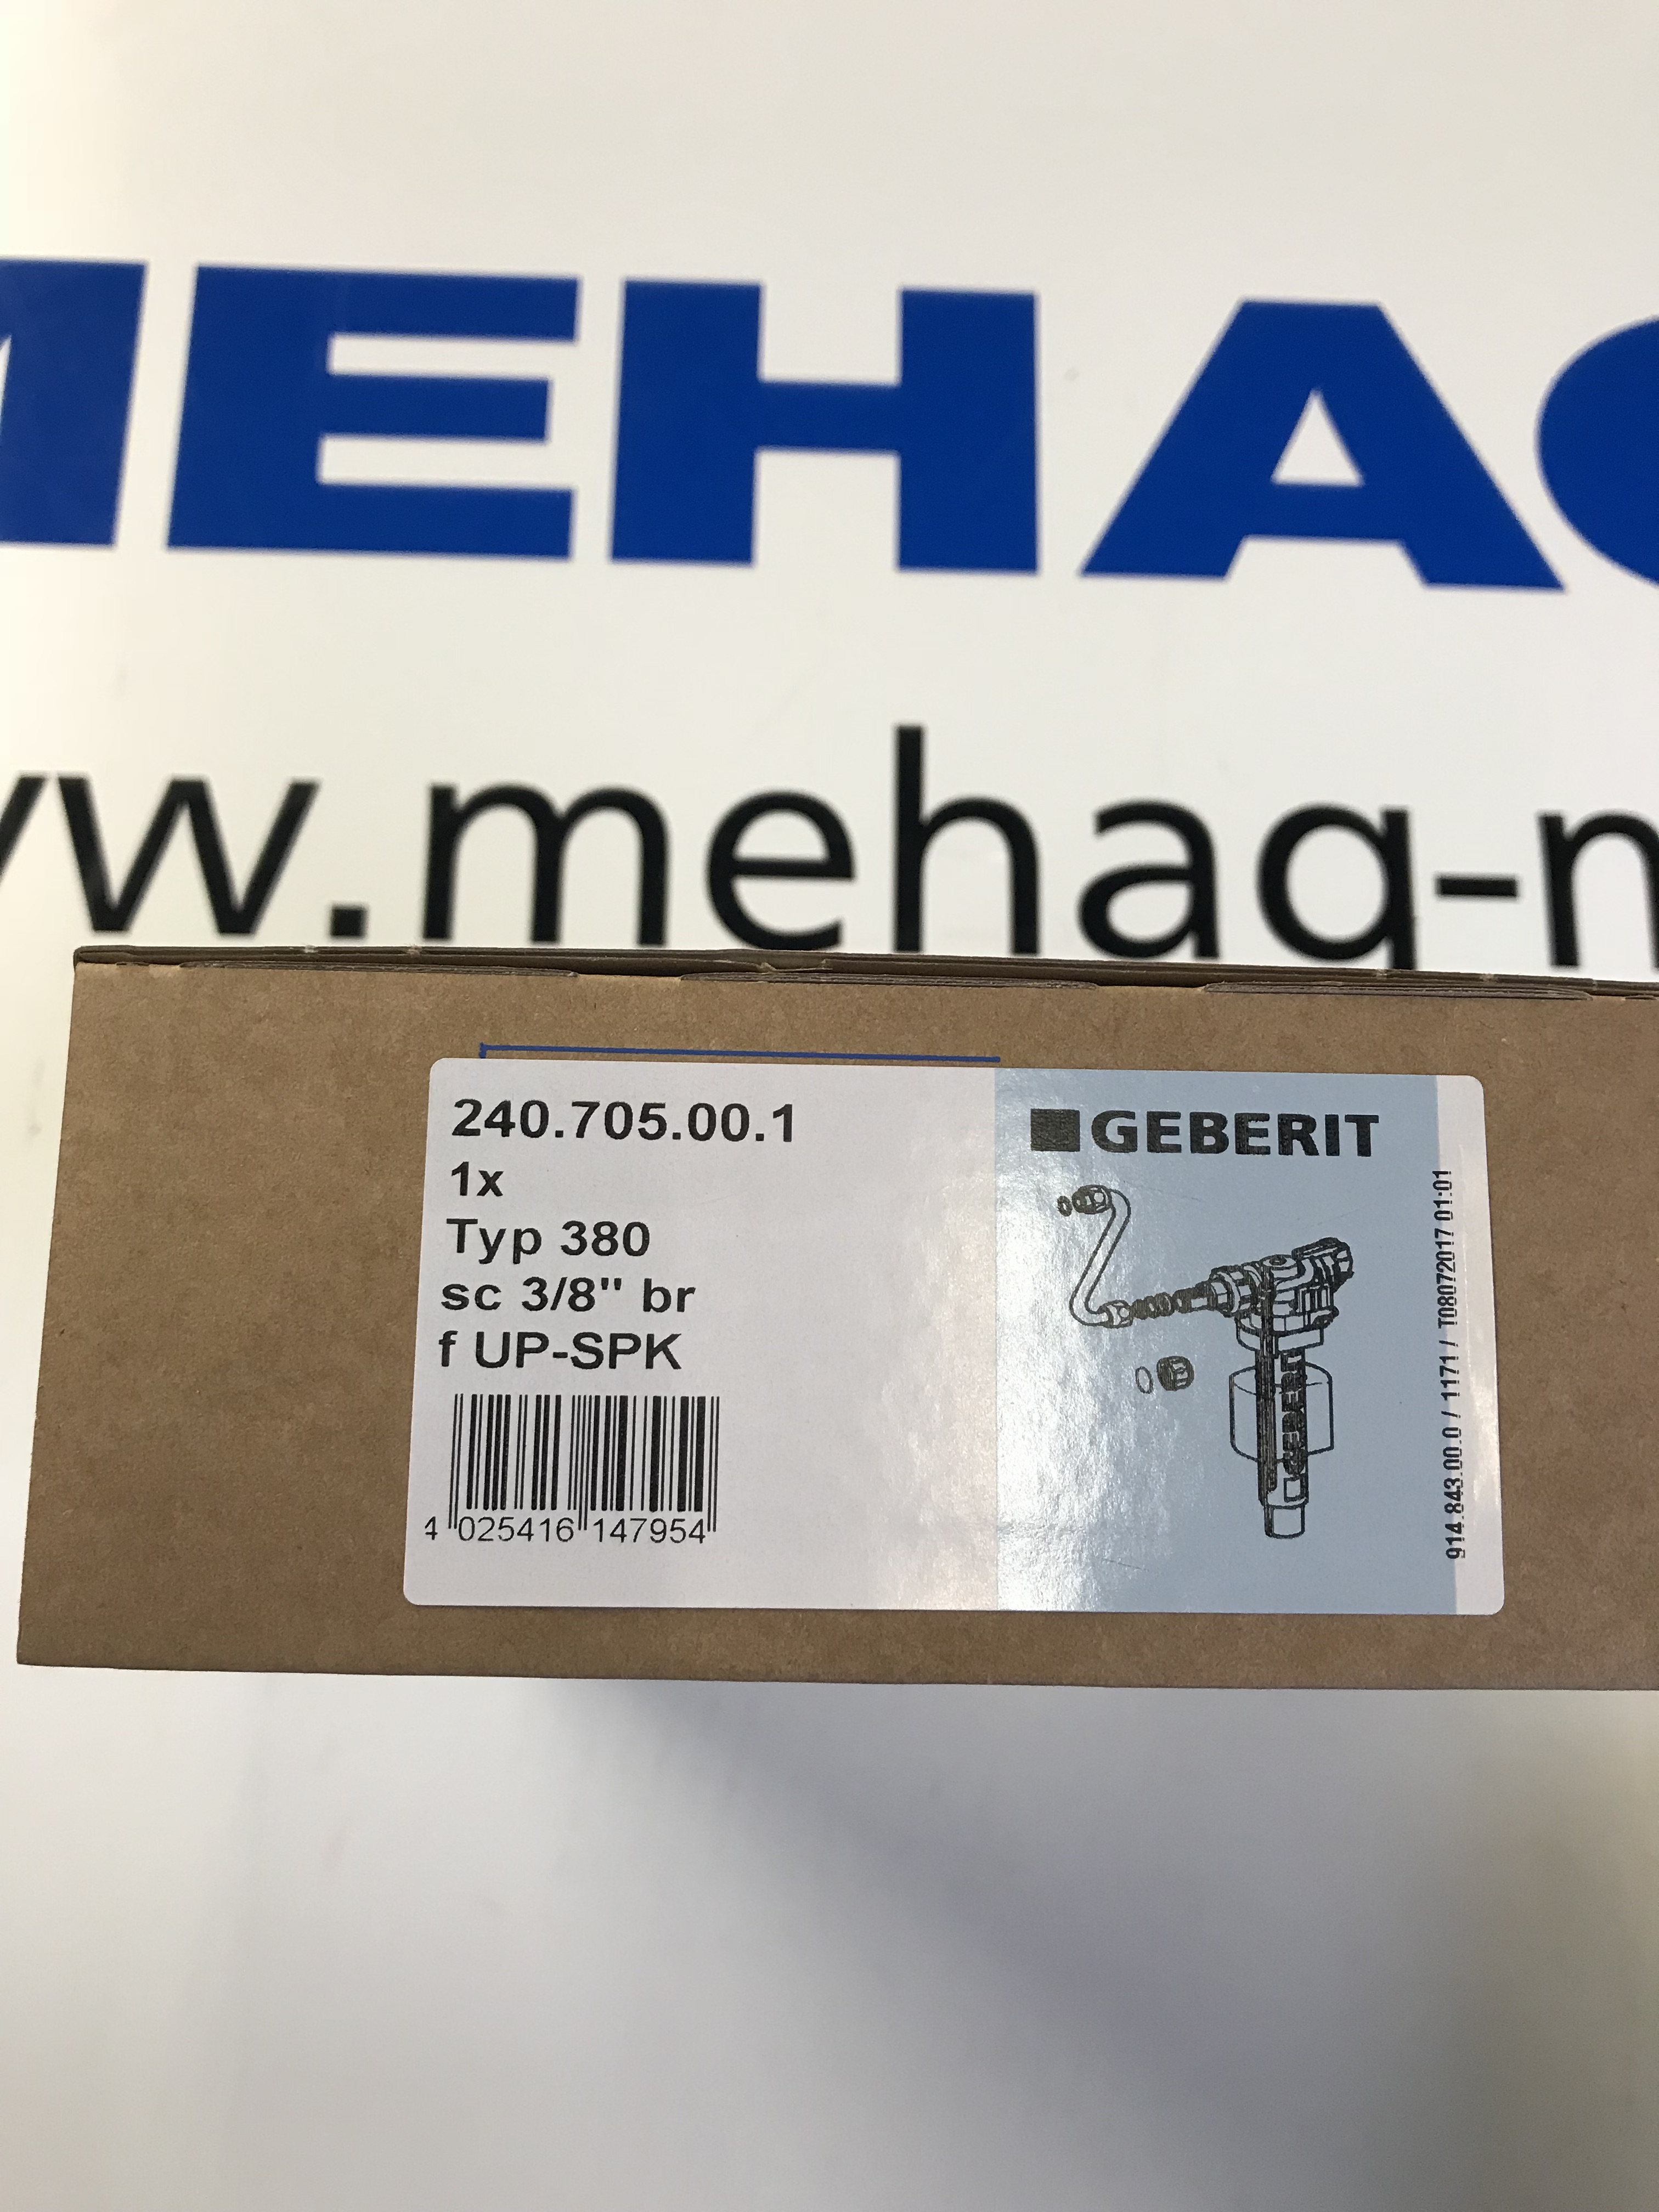 MEHAG
www.mehag-n
240.705.00.1
1x
Typ 380
sc 3/8" br
f UP-SPK
4 025416 147954
GEBERIT
GEBERIT
914.843.00.0 / 1171 / T08072017 01:01